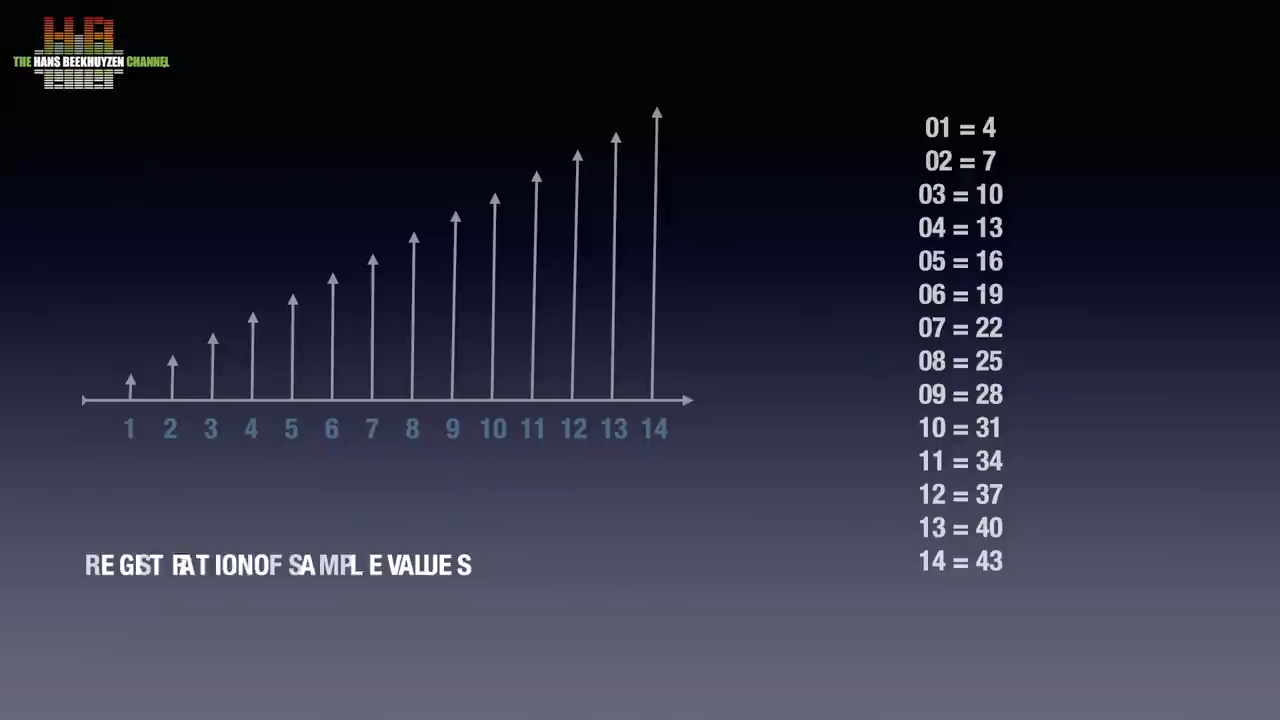 THE HANS BEEKHUYZEN CHANNEL
1 2 3 4 5 6 7 8 9 10 11 12 13 14
REGISTRATION OF SAMPLE VALUES
01 = 4
02 = 7
03 = 10
04 = 13
05 = 16
06 = 19
07 = 22
08 = 25
09 = 28
10 = 31
11 = 34
12 = 37
13 = 40
14 = 43